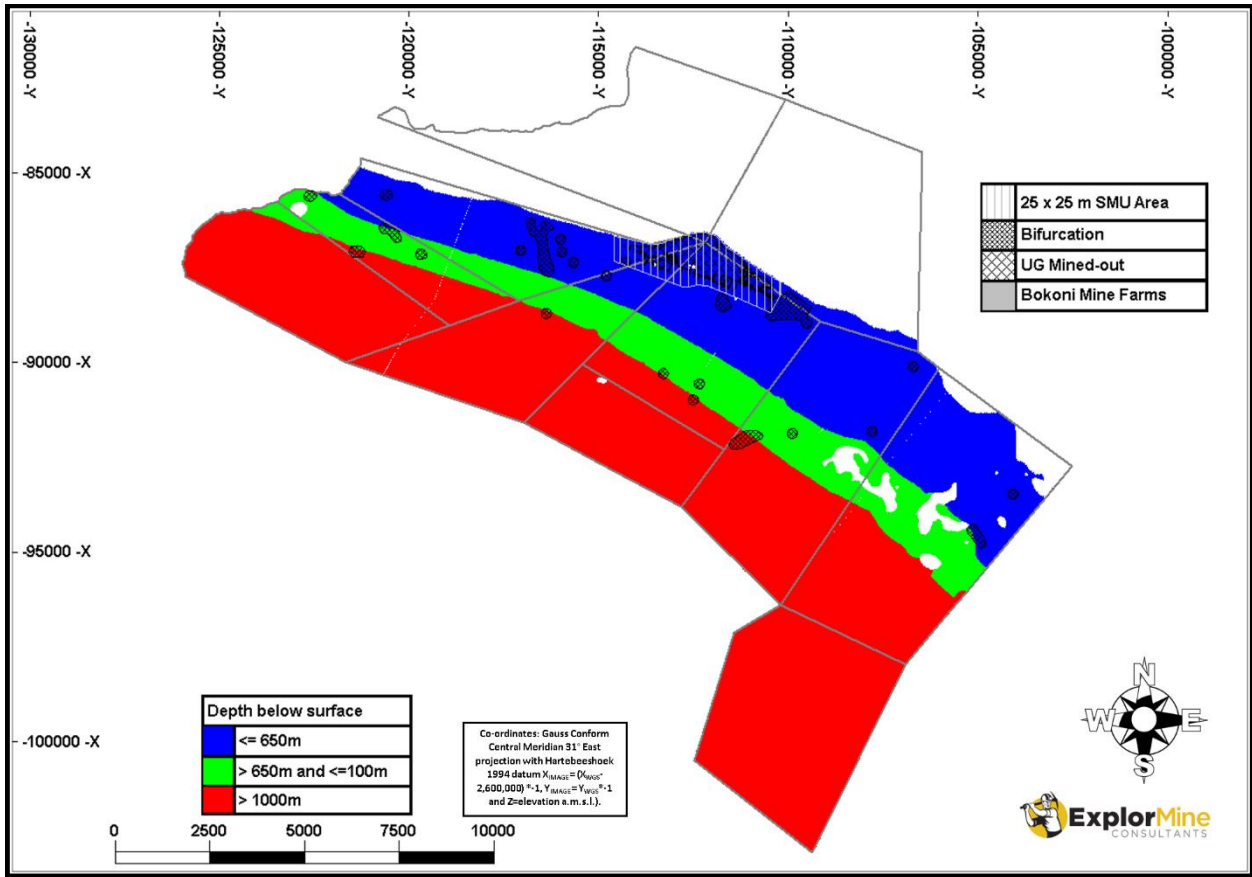 -130000 -Y
-125000 -Y
-120000 -Y
-115000 -Y
-110000 -Y
-105000 -Y
-100000 -Y
-85000 -X
-90000 -X
-95000 -X
-100000 -X
25 x 25 m SMU Area
Bifurcation
UG Mined-out
Bokoni Mine Farms
Depth below surface
<= 650m
> 650m and <=100m
> 1000m
0 2500 5000 7500 10000
Co-ordinates: Gauss Conform
Central Meridian 31° East
projection with Hartebeeshoek
1994 datum XIMAGE= (XWGS-
2,600,000) *-1, YIMAGE= YWGS*-1
and Z=elevation a.m.s.l.).
N
W E
S
ExplorMine
CONSULTANTS